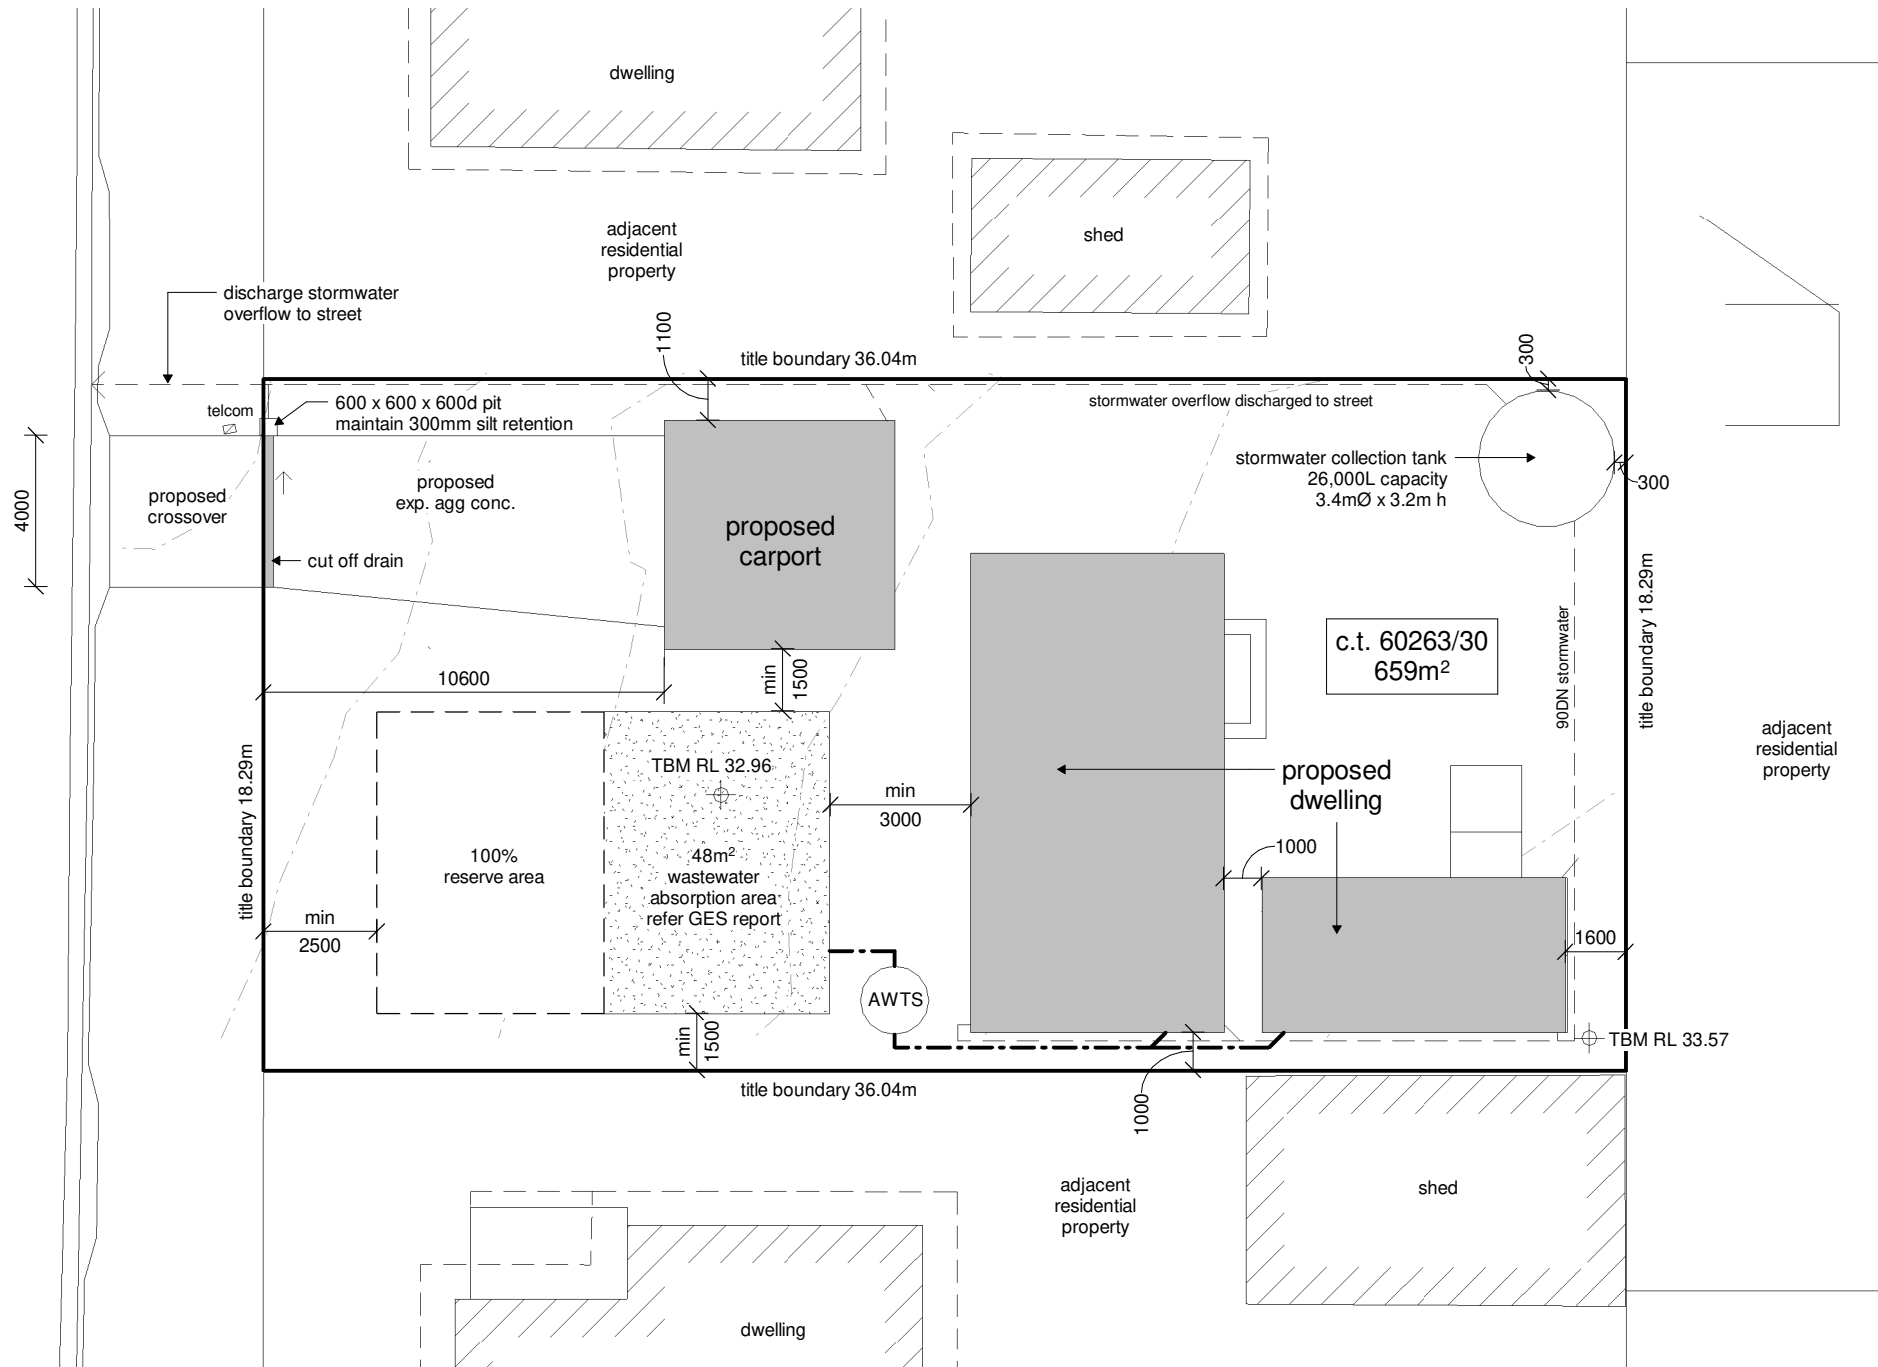 dwelling
shed
adjacent
residential
property
discharge stormwater
overflow to street
1100
title boundary 36.04m
300
telcom
600 x 600 x 600d pit
maintain 300mm silt retention
stormwater overflow discharged to street
stormwater collection tank
26,000L capacity
3.4mØ x 3.2m h
300
4000
proposed
crossover
proposed
exp. agg conc.
cut off drain
proposed
carport
c.t. 60263/30
659m²
90DN stormwater
title boundary 18.29m
10600
min
1500
adjacent
residential
property
title boundary 18.29m
TBM RL 32.96
min
3000
proposed
dwelling
100%
reserve area
48m²
wastewater
absorption area
refer GES report
1000
min
2500
1600
AWTS
min
1500
TBM RL 33.57
title boundary 36.04m
1000
adjacent
residential
property
shed
dwelling